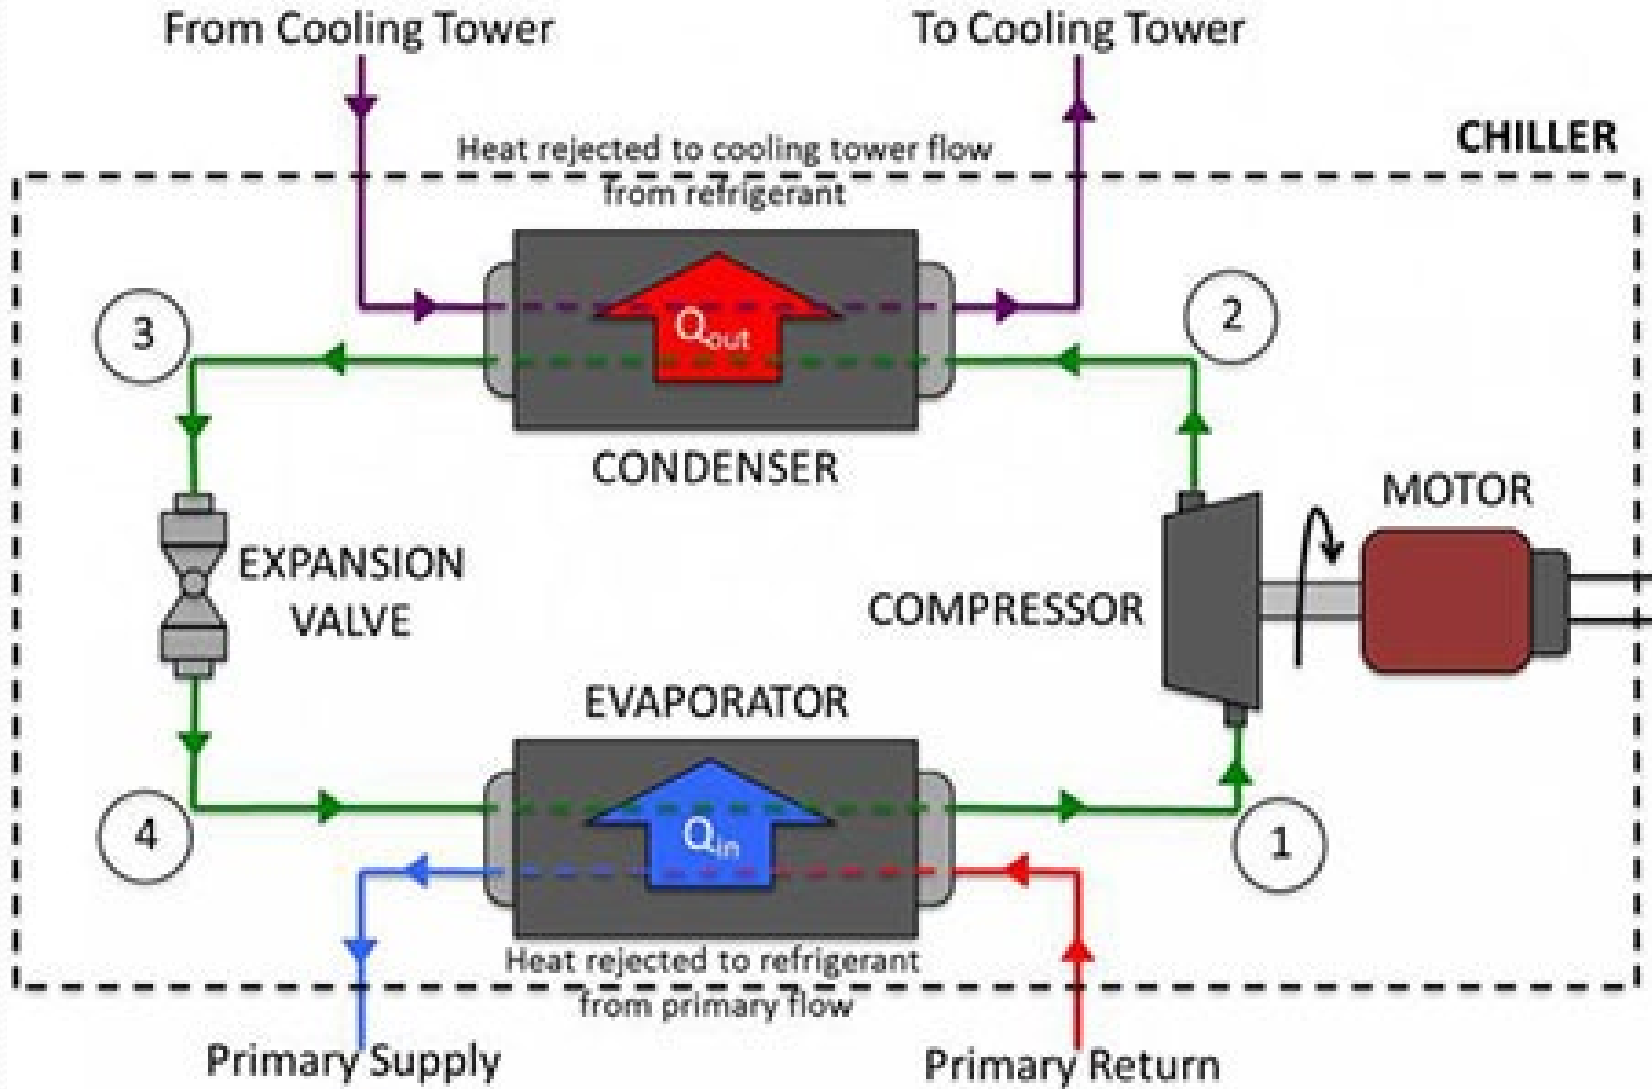 From Cooling Tower
To Cooling Tower
Heat rejected to cooling tower flow
from refrigerant
CHILLER
Qout
3
2
CONDENSER
MOTOR
EXPANSION
VALVE
COMPRESSOR
EVAPORATOR
Qin
4
1
Heat rejected to refrigerant
from primary flow
Primary Supply
Primary Return